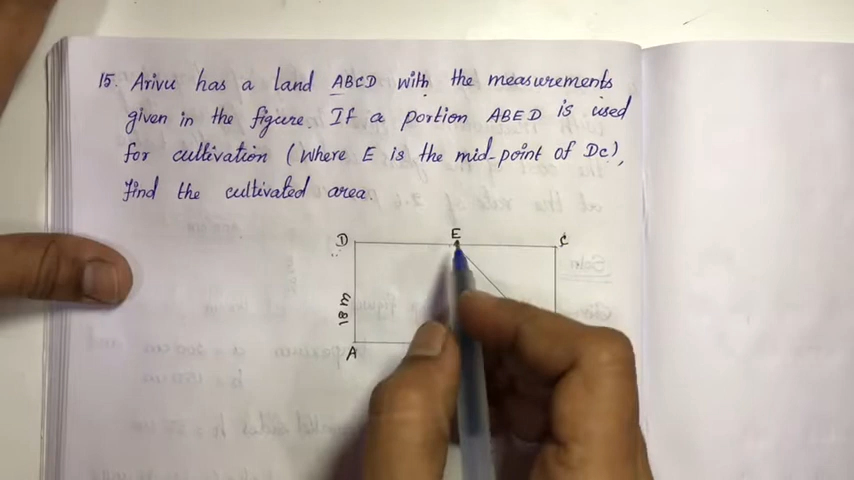 15. Arivu has a land ABCD with the measurements
given in the figure. If a portion ABED is used
for cultivation (where E is the mid-point of DC),
find the cultivated area.
D E C
18 m
A